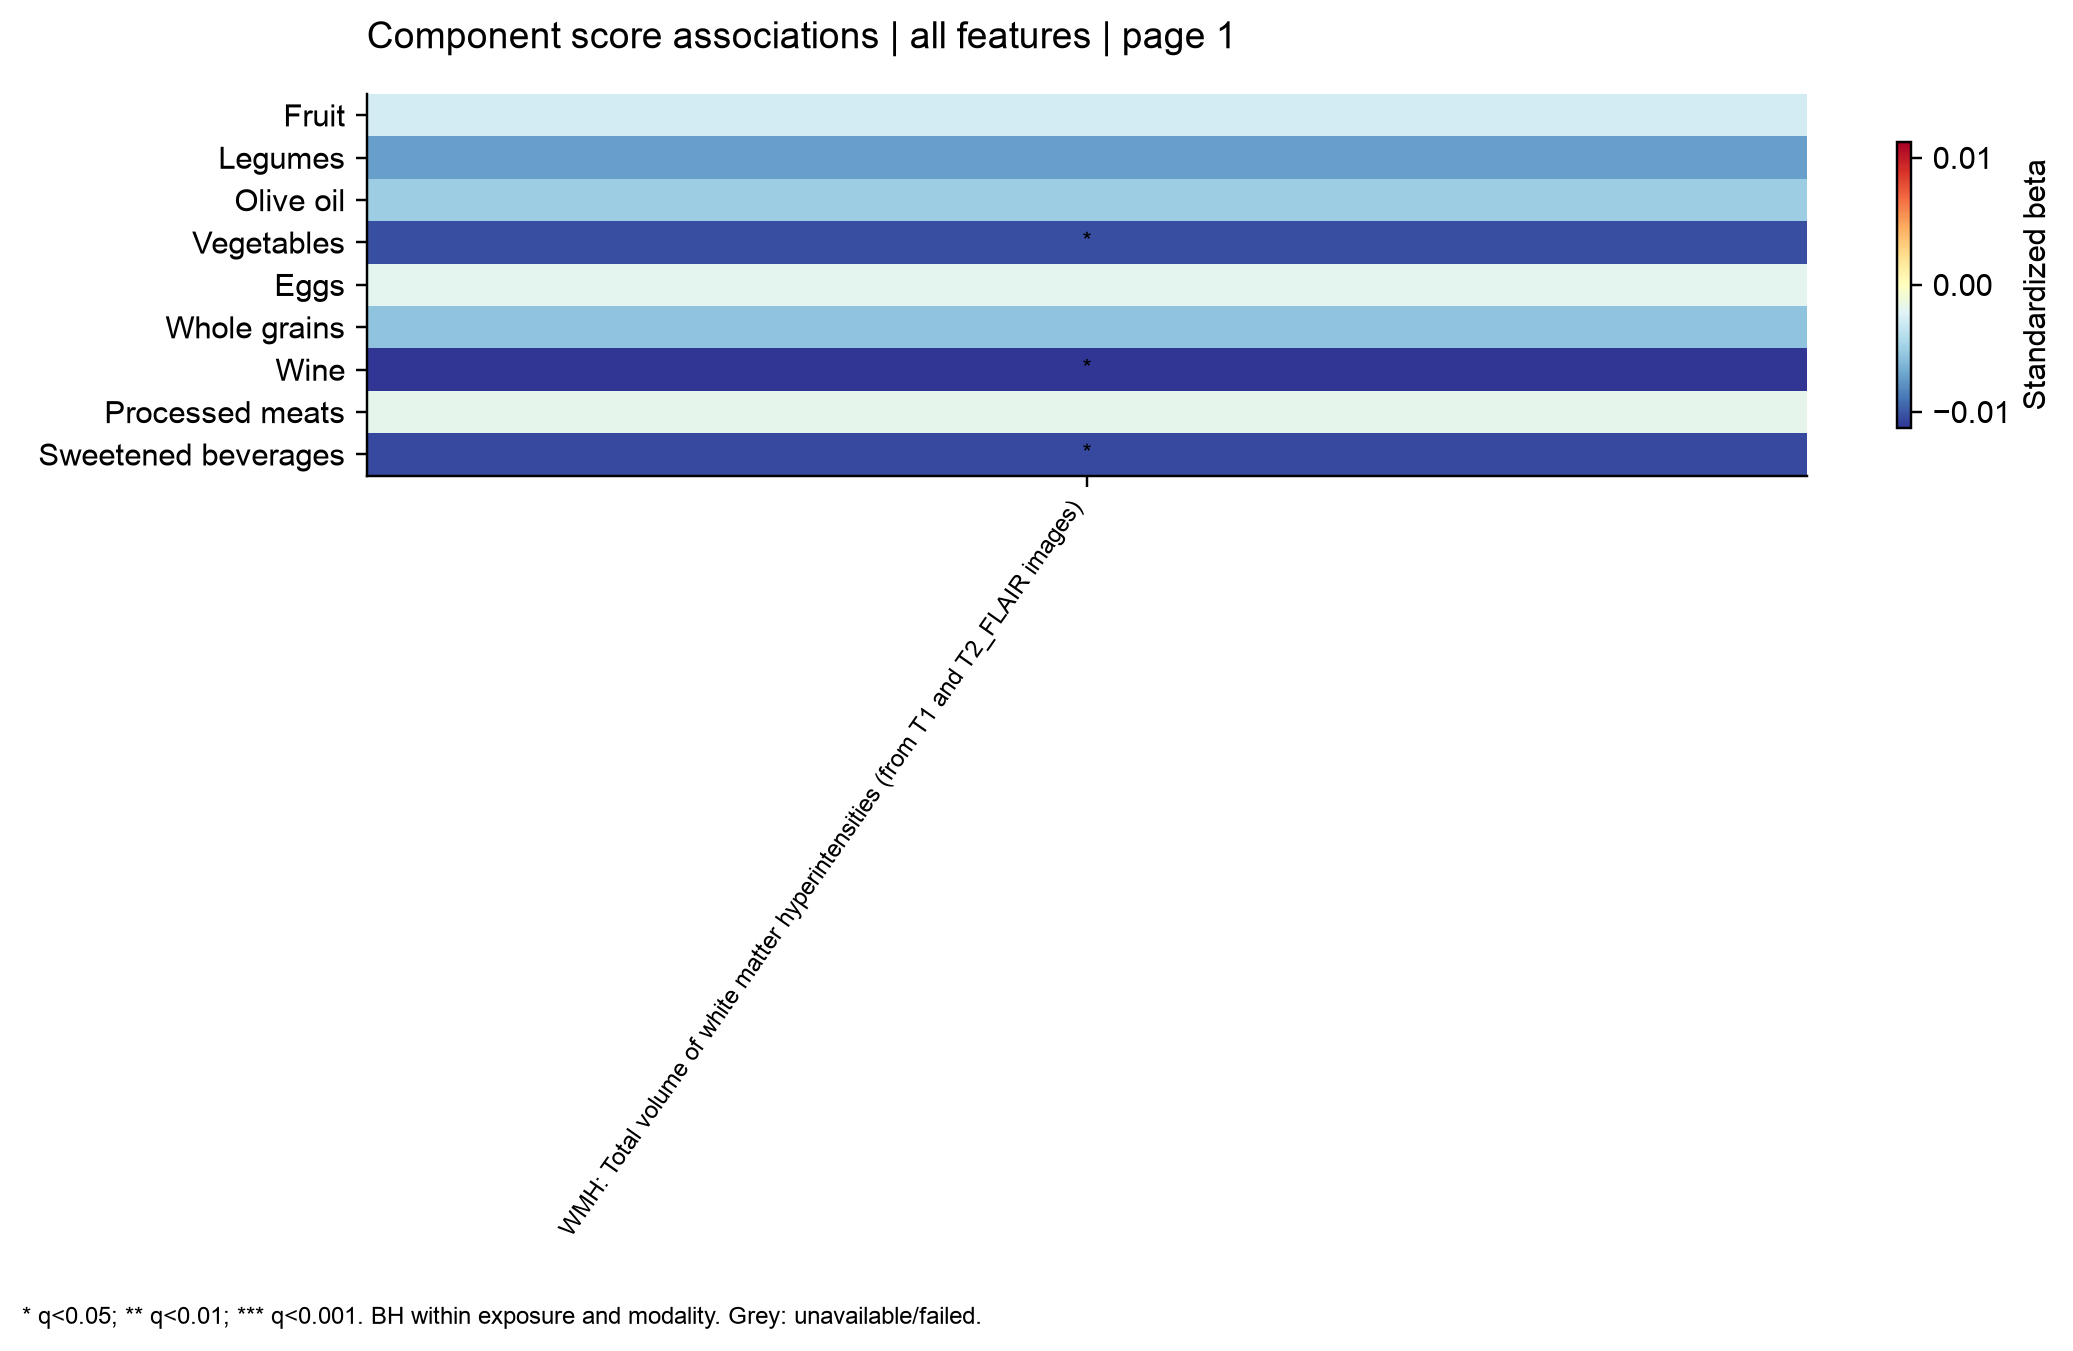 Component score associations | all features | page 1
Fruit
Legumes
Olive oil
Vegetables
*
Eggs
Whole grains
Wine
*
Processed meats
Sweetened beverages
*
0.01
0.00
−0.01
Standardized beta
WMH: Total volume of white matter hyperintensities (from T1 and T2_FLAIR images)
* q<0.05; ** q<0.01; *** q<0.001. BH within exposure and modality. Grey: unavailable/failed.